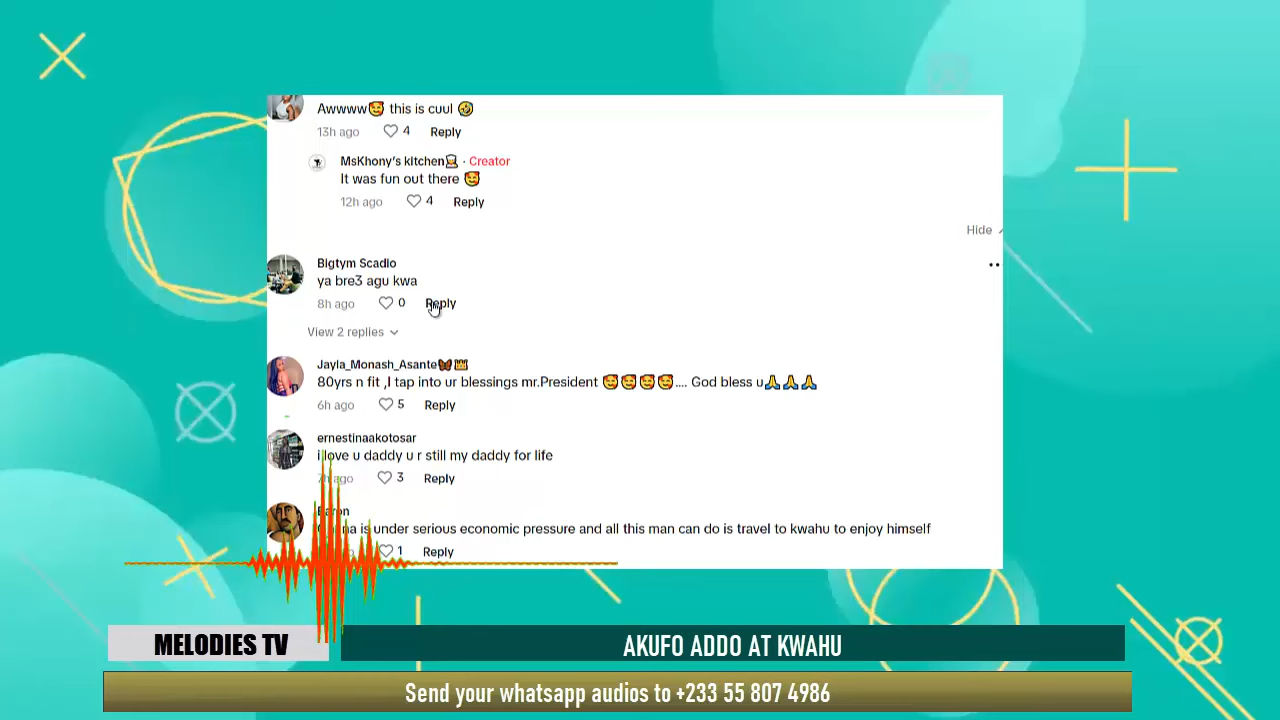 Awwww🥰 this is cuul 🤣
13h ago 4 Reply
MsKhony's kitchen👩‍🍳 · Creator
It was fun out there 🥰
12h ago 4 Reply
Hide
Bigtym Scadio
ya bre3 agu kwa
8h ago 0 Reply
View 2 replies
Jayla_Monash_Asante🦋👑
80yrs n fit ,I tap into ur blessings mr.President 🥰🥰🥰🥰.... God bless u🙏🙏🙏
6h ago 5 Reply
ernestinaakotosar
i love u daddy u r still my daddy for life
ago 3 Reply
is under serious economic pressure and all this man can do is travel to kwahu to enjoy himself
1 Reply
MELODIES TV
AKUFO ADDO AT KWAHU
Send your whatsapp audios to +233 55 807 4986